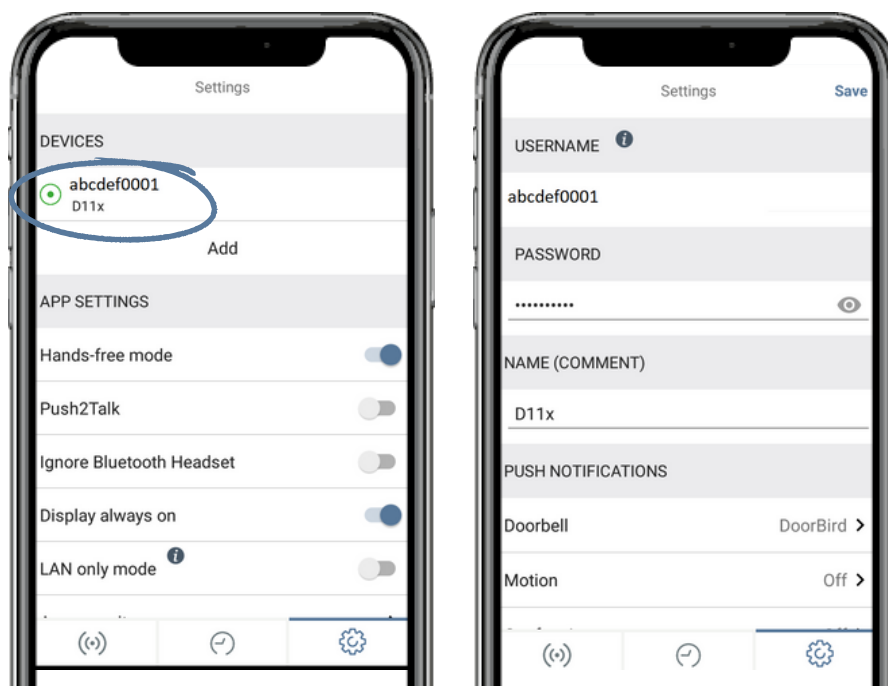 Settings
DEVICES
abcdef0001
D11x
Add
APP SETTINGS
Hands-free mode
Push2Talk
Ignore Bluetooth Headset
Display always on
LAN only mode
Settings Save
USERNAME
abcdef0001
PASSWORD
••••••••••
NAME (COMMENT)
D11x
PUSH NOTIFICATIONS
Doorbell DoorBird >
Motion Off >